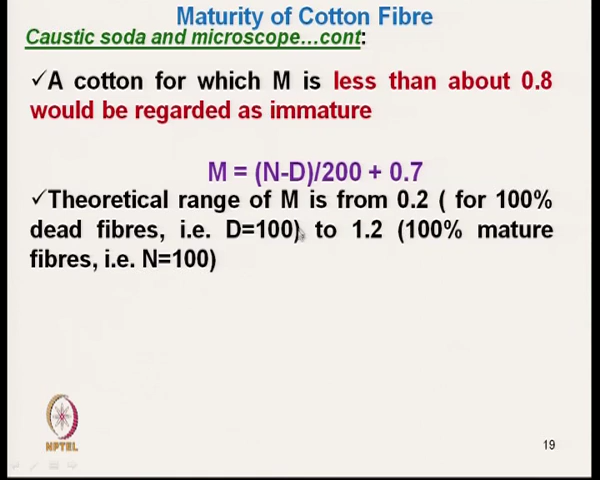 Maturity of Cotton Fibre
Caustic soda and microscope…cont:
✓A cotton for which M is less than about 0.8
would be regarded as immature
M = (N-D)/200 + 0.7
✓Theoretical range of M is from 0.2 ( for 100%
dead fibres, i.e. D=100) to 1.2 (100% mature
fibres, i.e. N=100)
NPTEL
19